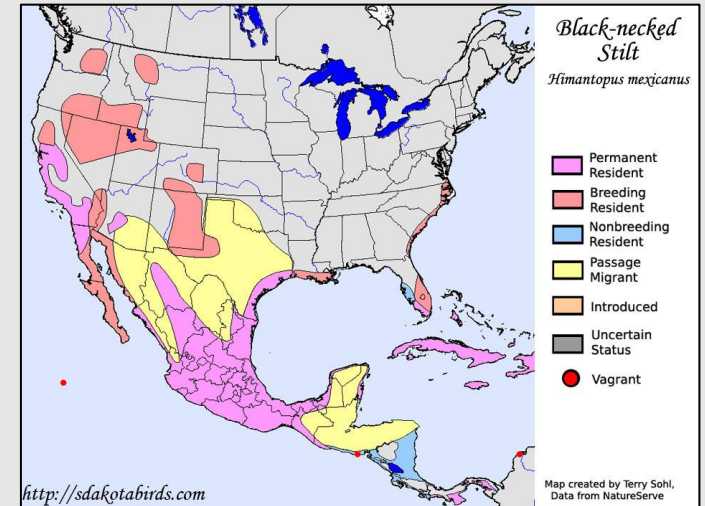 Black-necked
Stilt
Himantopus mexicanus
Permanent
Resident
Breeding
Resident
Nonbreeding
Resident
Passage
Migrant
Introduced
Uncertain
Status
Vagrant
http://sdakotabirds.com
Map created by Terry Sohl,
Data from NatureServe